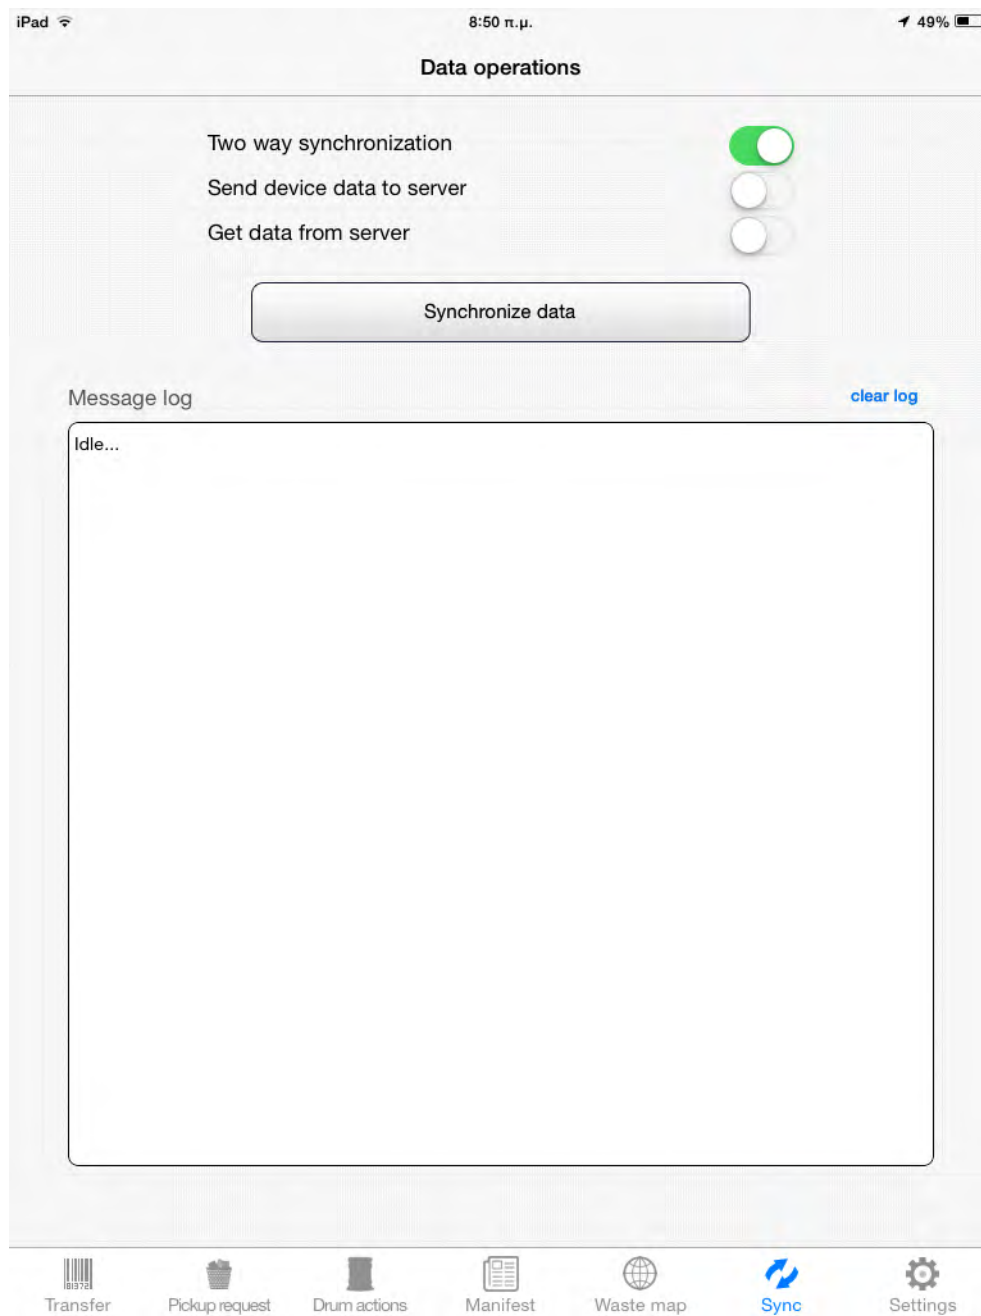 iPad 8:50 π.μ. 49%
Data operations
Two way synchronization
Send device data to server
Get data from server
Synchronize data
Message log clear log
Idle...
Transfer Pickup request Drum actions Manifest Waste map Sync Settings